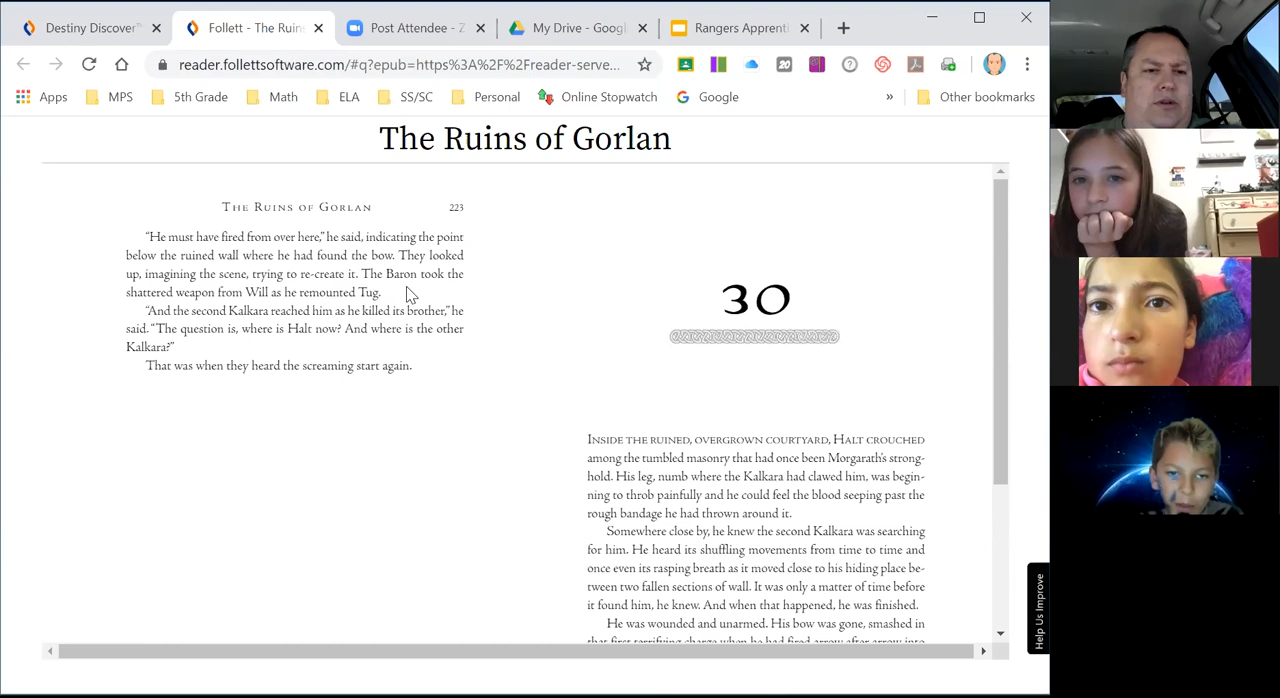 Destiny Discover
Follett - The Ruin
Post Attendee - Z
My Drive - Googl
Rangers Apprenti
reader.follettsoftware.com/#q?epub=https%3A%2F%2Freader-serve...
20
Apps
MPS
5th Grade
Math
ELA
SS/SC
Personal
Online Stopwatch
Google
»
Other bookmarks
The Ruins of Gorlan
THE RUINS OF GORLAN 223
“He must have fired from over here,” he said, indicating the point
below the ruined wall where he had found the bow. They looked
up, imagining the scene, trying to re-create it. The Baron took the
shattered weapon from Will as he remounted Tug.
“And the second Kalkara reached him as he killed its brother,” he
said. “The question is, where is Halt now? And where is the other
Kalkara?”
That was when they heard the screaming start again.
30
INSIDE THE RUINED, OVERGROWN COURTYARD, HALT CROUCHED
among the tumbled masonry that had once been Morgarath’s strong-
hold. His leg, numb where the Kalkara had clawed him, was begin-
ning to throb painfully and he could feel the blood seeping past the
rough bandage he had thrown around it.
Somewhere close by, he knew the second Kalkara was searching
for him. He heard its shuffling movements from time to time and
once even its rasping breath as it moved close to his hiding place be-
tween two fallen sections of wall. It was only a matter of time before
it found him, he knew. And when that happened, he was finished.
He was wounded and unarmed. His bow was gone, smashed in
that first terrifying charge when he had fired arrow after arrow into
Help Us Improve